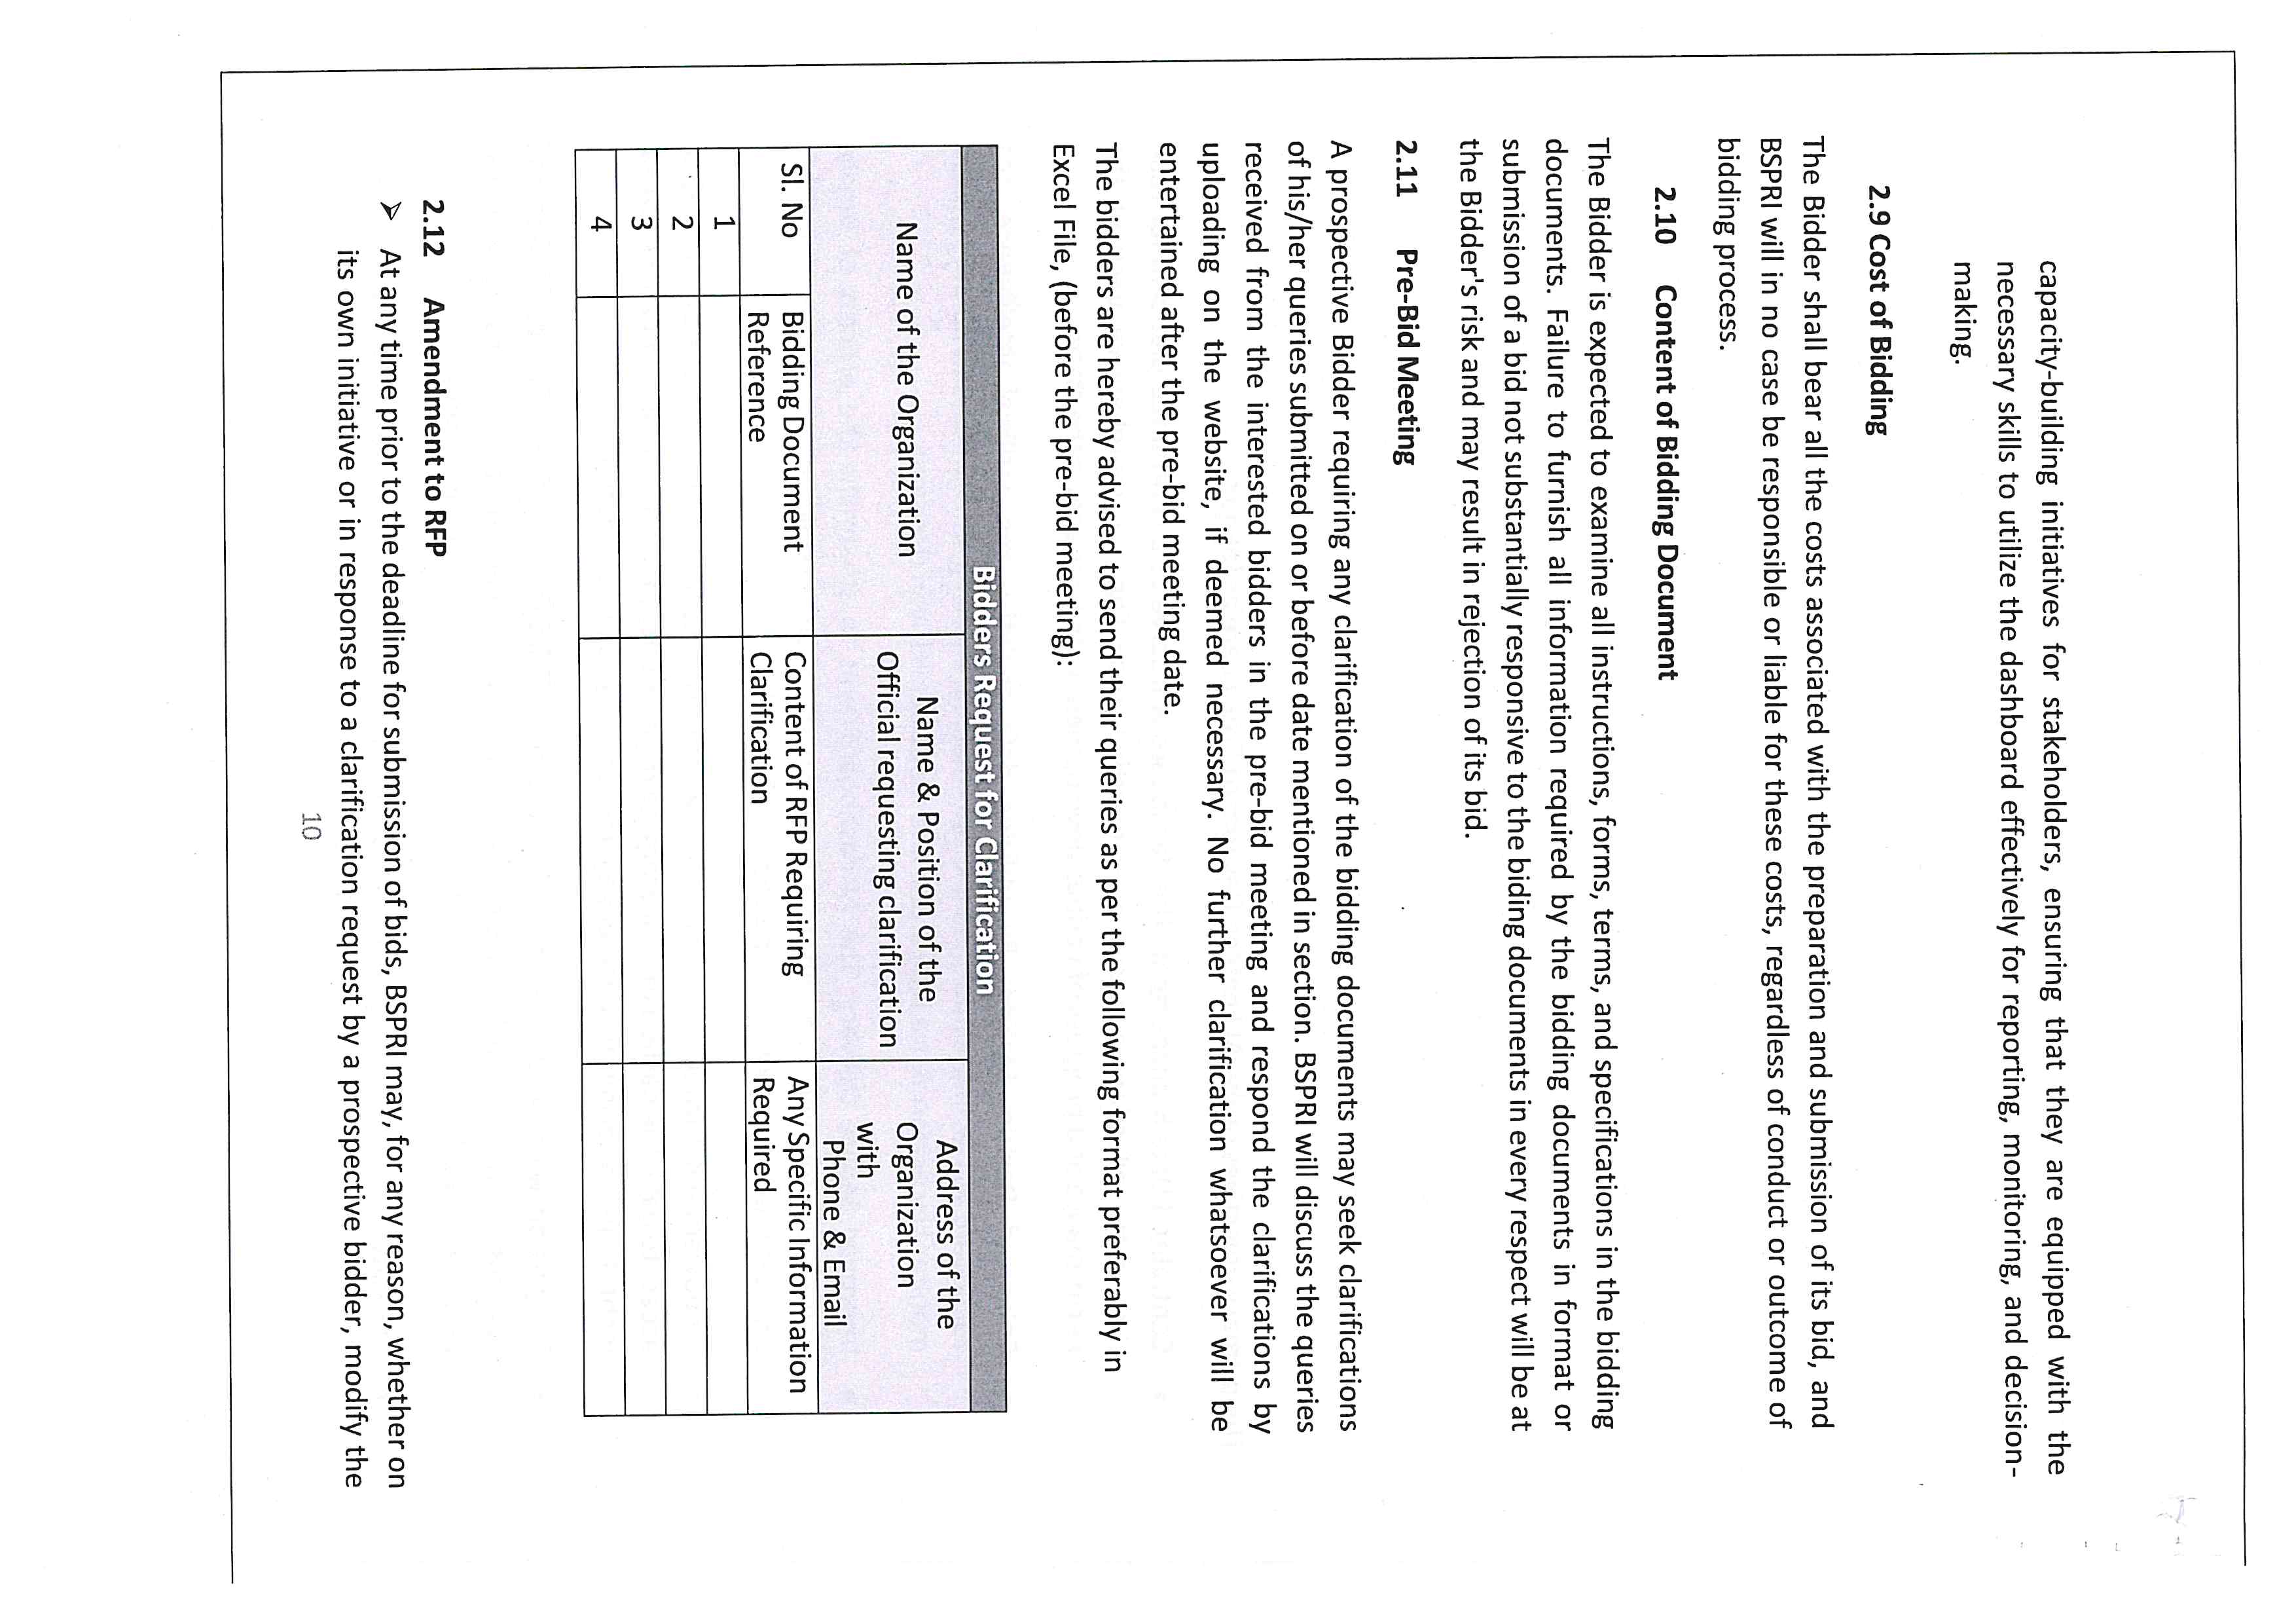 capacity-building initiatives for stakeholders, ensuring that they are equipped with the
necessary skills to utilize the dashboard effectively for reporting, monitoring, and decision-
making.
2.9 Cost of Bidding
The Bidder shall bear all the costs associated with the preparation and submission of its bid, and
BSPRI will in no case be responsible or liable for these costs, regardless of conduct or outcome of
bidding process.
2.10 Content of Bidding Document
The Bidder is expected to examine all instructions, forms, terms, and specifications in the bidding
documents. Failure to furnish all information required by the bidding documents in format or
submission of a bid not substantially responsive to the biding documents in every respect will be at
the Bidder's risk and may result in rejection of its bid.
2.11 Pre-Bid Meeting
A prospective Bidder requiring any clarification of the bidding documents may seek clarifications
of his/her queries submitted on or before date mentioned in section. BSPRI will discuss the queries
received from the interested bidders in the pre-bid meeting and respond the clarifications by
uploading on the website, if deemed necessary. No further clarification whatsoever will be
entertained after the pre-bid meeting date.
The bidders are hereby advised to send their queries as per the following format preferably in
Excel File, (before the pre-bid meeting):
Bidders Request for Clarification
Name of the Organization
Name & Position of the
Official requesting clarification
Address of the
Organization
with
Phone & Email
Sl. No
Bidding Document
Reference
Content of RFP Requiring
Clarification
Any Specific Information
Required
1
2
3
4
2.12 Amendment to RFP
➢ At any time prior to the deadline for submission of bids, BSPRI may, for any reason, whether on
its own initiative or in response to a clarification request by a prospective bidder, modify the
10